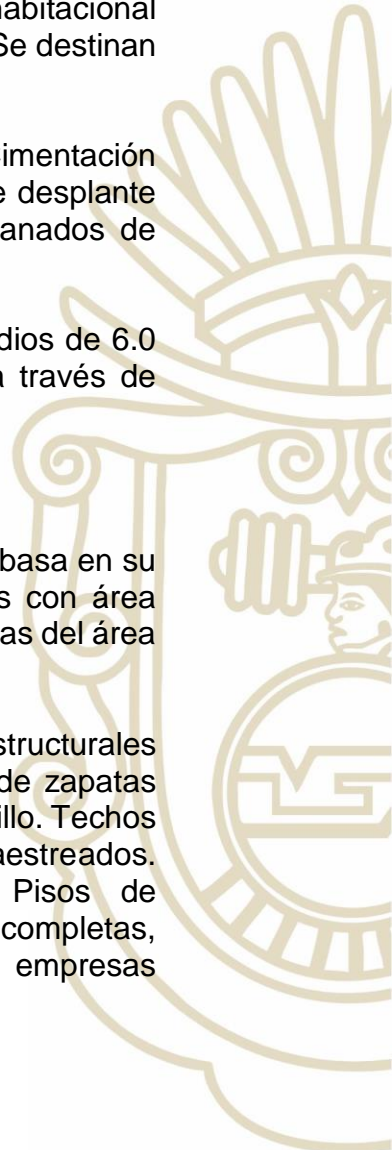 habitacional
Se destinan
imentación
e desplante
anados de
dios de 6.0
a través de
basa en su
s con área
as del área
structurales
de zapatas
illo. Techos
aestreados.
Pisos de
completas,
empresas